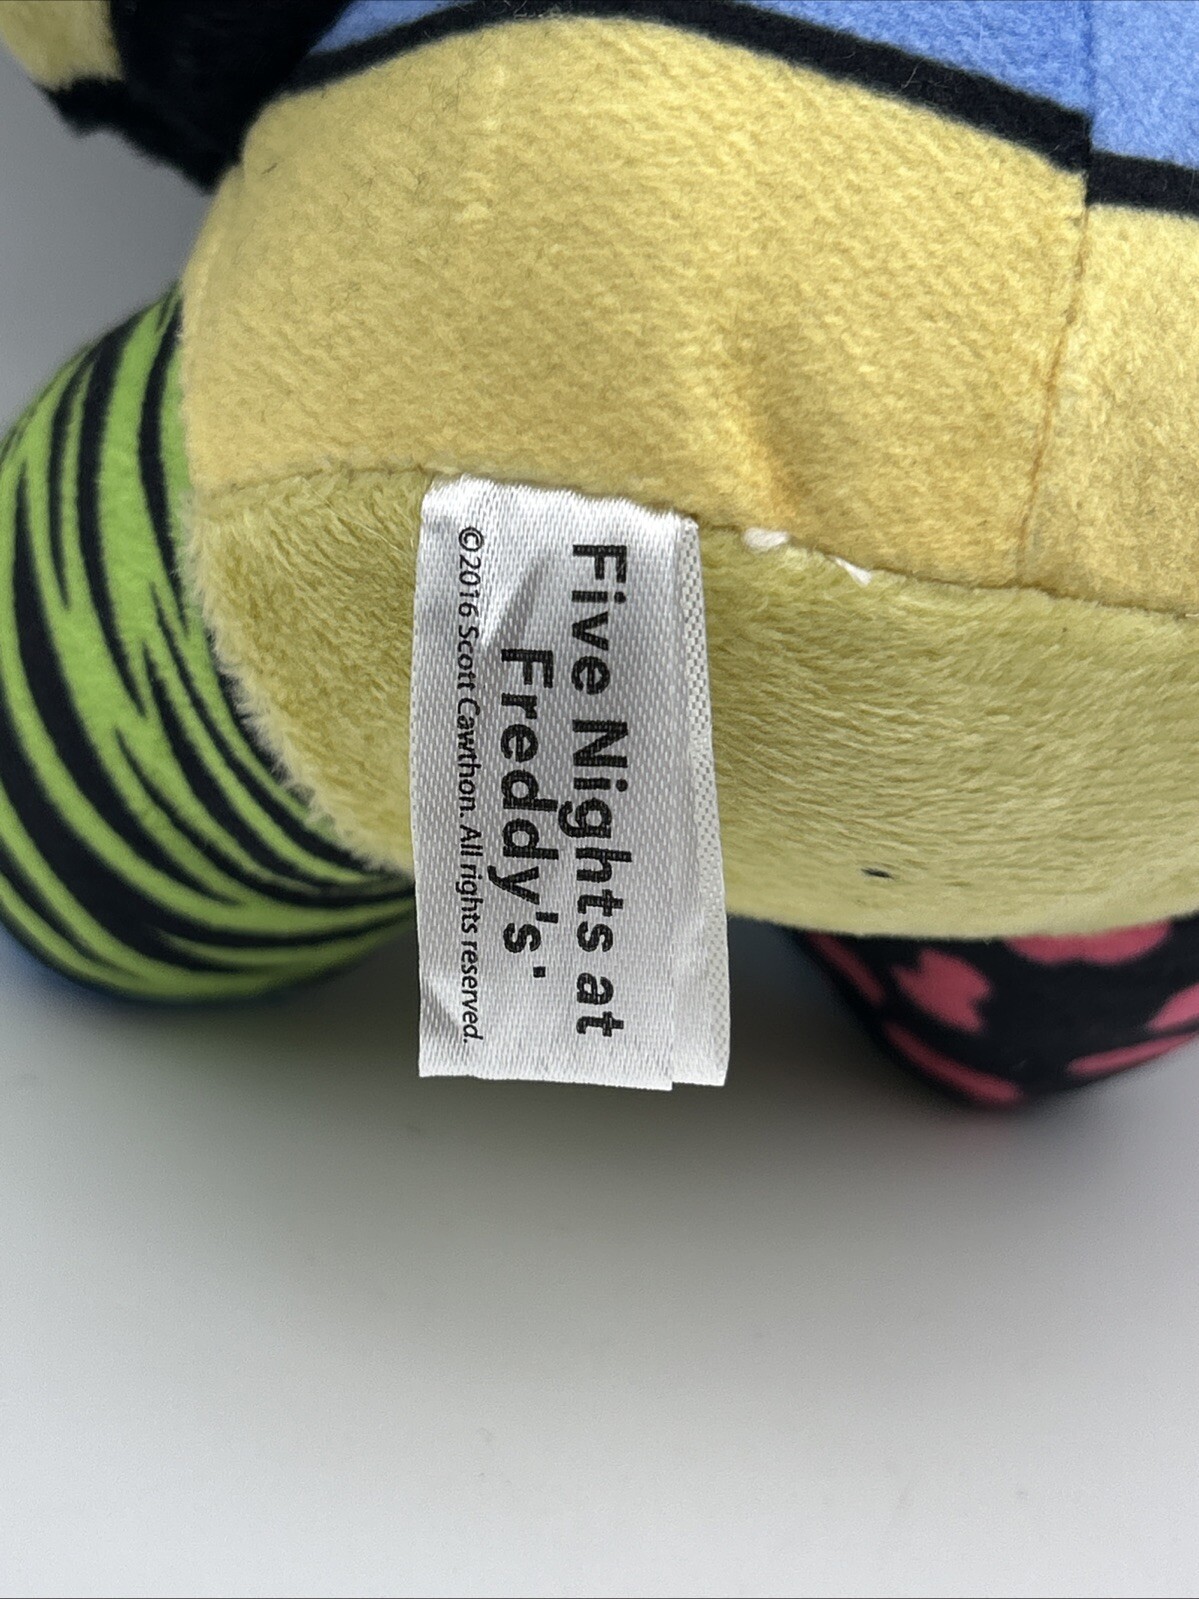 Five Nights at
Freddy's'
©2016 Scott Cawthon. All rights reserved.